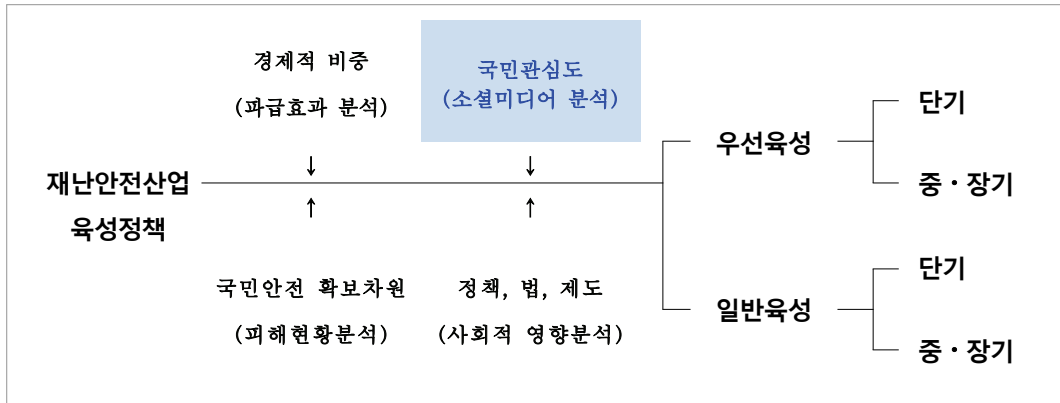 경제적 비중
(파급효과 분석)
국민관심도
(소셜미디어 분석)
재난안전산업
육성정책
↓
↑
↓
↑
국민안전 확보차원
(피해현황분석)
정책, 법, 제도
(사회적 영향분석)
우선육성
단기
중·장기
일반육성
단기
중·장기